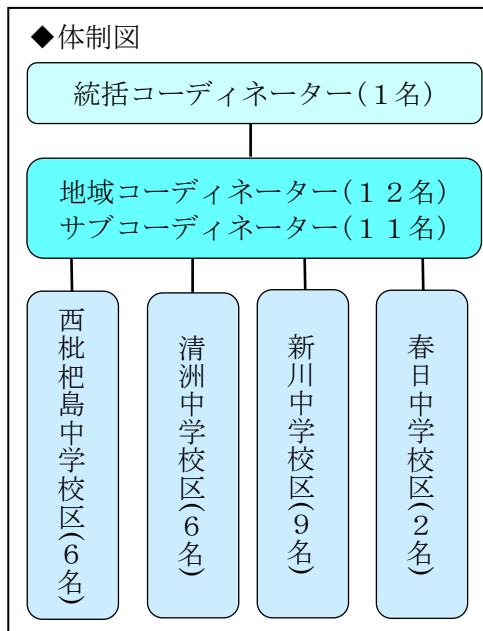 ◆体制図
統括コーディネーター(１名)
地域コーディネーター(１２名)
サブコーディネーター(１１名)
西枇杷島中学校区(６名)
清洲中学校区(６名)
新川中学校区(９名)
春日中学校区(２名)